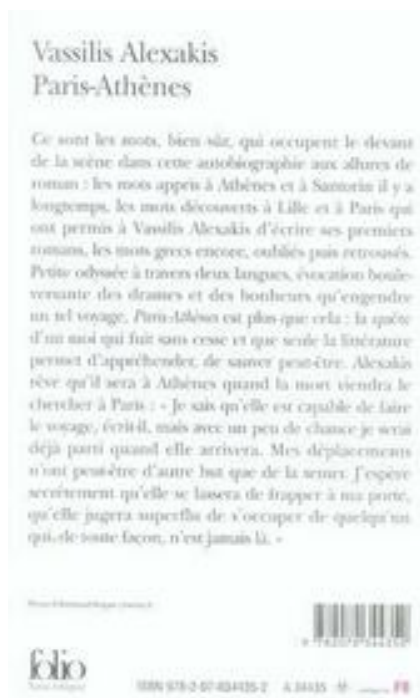 Vassilis Alexakis
Paris-Athènes
Ce sont les mots, bien sûr, qui occupent le devant
de la scène dans cette autobiographie aux allures de
roman : les mots appris à Athènes et à Santorin il y a
longtemps, les mots découverts à Lille et à Paris qui
ont permis à Vassilis Alexakis d'écrire ses premiers
romans, les mots grecs encore, oubliés puis retrouvés.
Petite odyssée à travers deux langues, évocation boule-
versante des drames et des bonheurs qu'engendre
un tel voyage, Paris-Athènes est plus que cela : la quête
d'un moi qui fuit sans cesse et que seule la littérature
permet d'appréhender, de sauver peut-être. Alexakis
rêve qu'il sera à Athènes quand la mort viendra le
chercher à Paris : « Je sais qu'elle est capable de faire
le voyage, écrit-il, mais avec un peu de chance je serai
déjà parti quand elle arrivera. Mes déplacements
n'ont peut-être d'autre but que de la semer. J'espère
secrètement qu'elle se lassera de frapper à ma porte,
qu'elle jugera superflu de s'occuper de quelqu'un
qui, de toute façon, n'est jamais là. »
folio
ISBN 978-2-07-034435-2